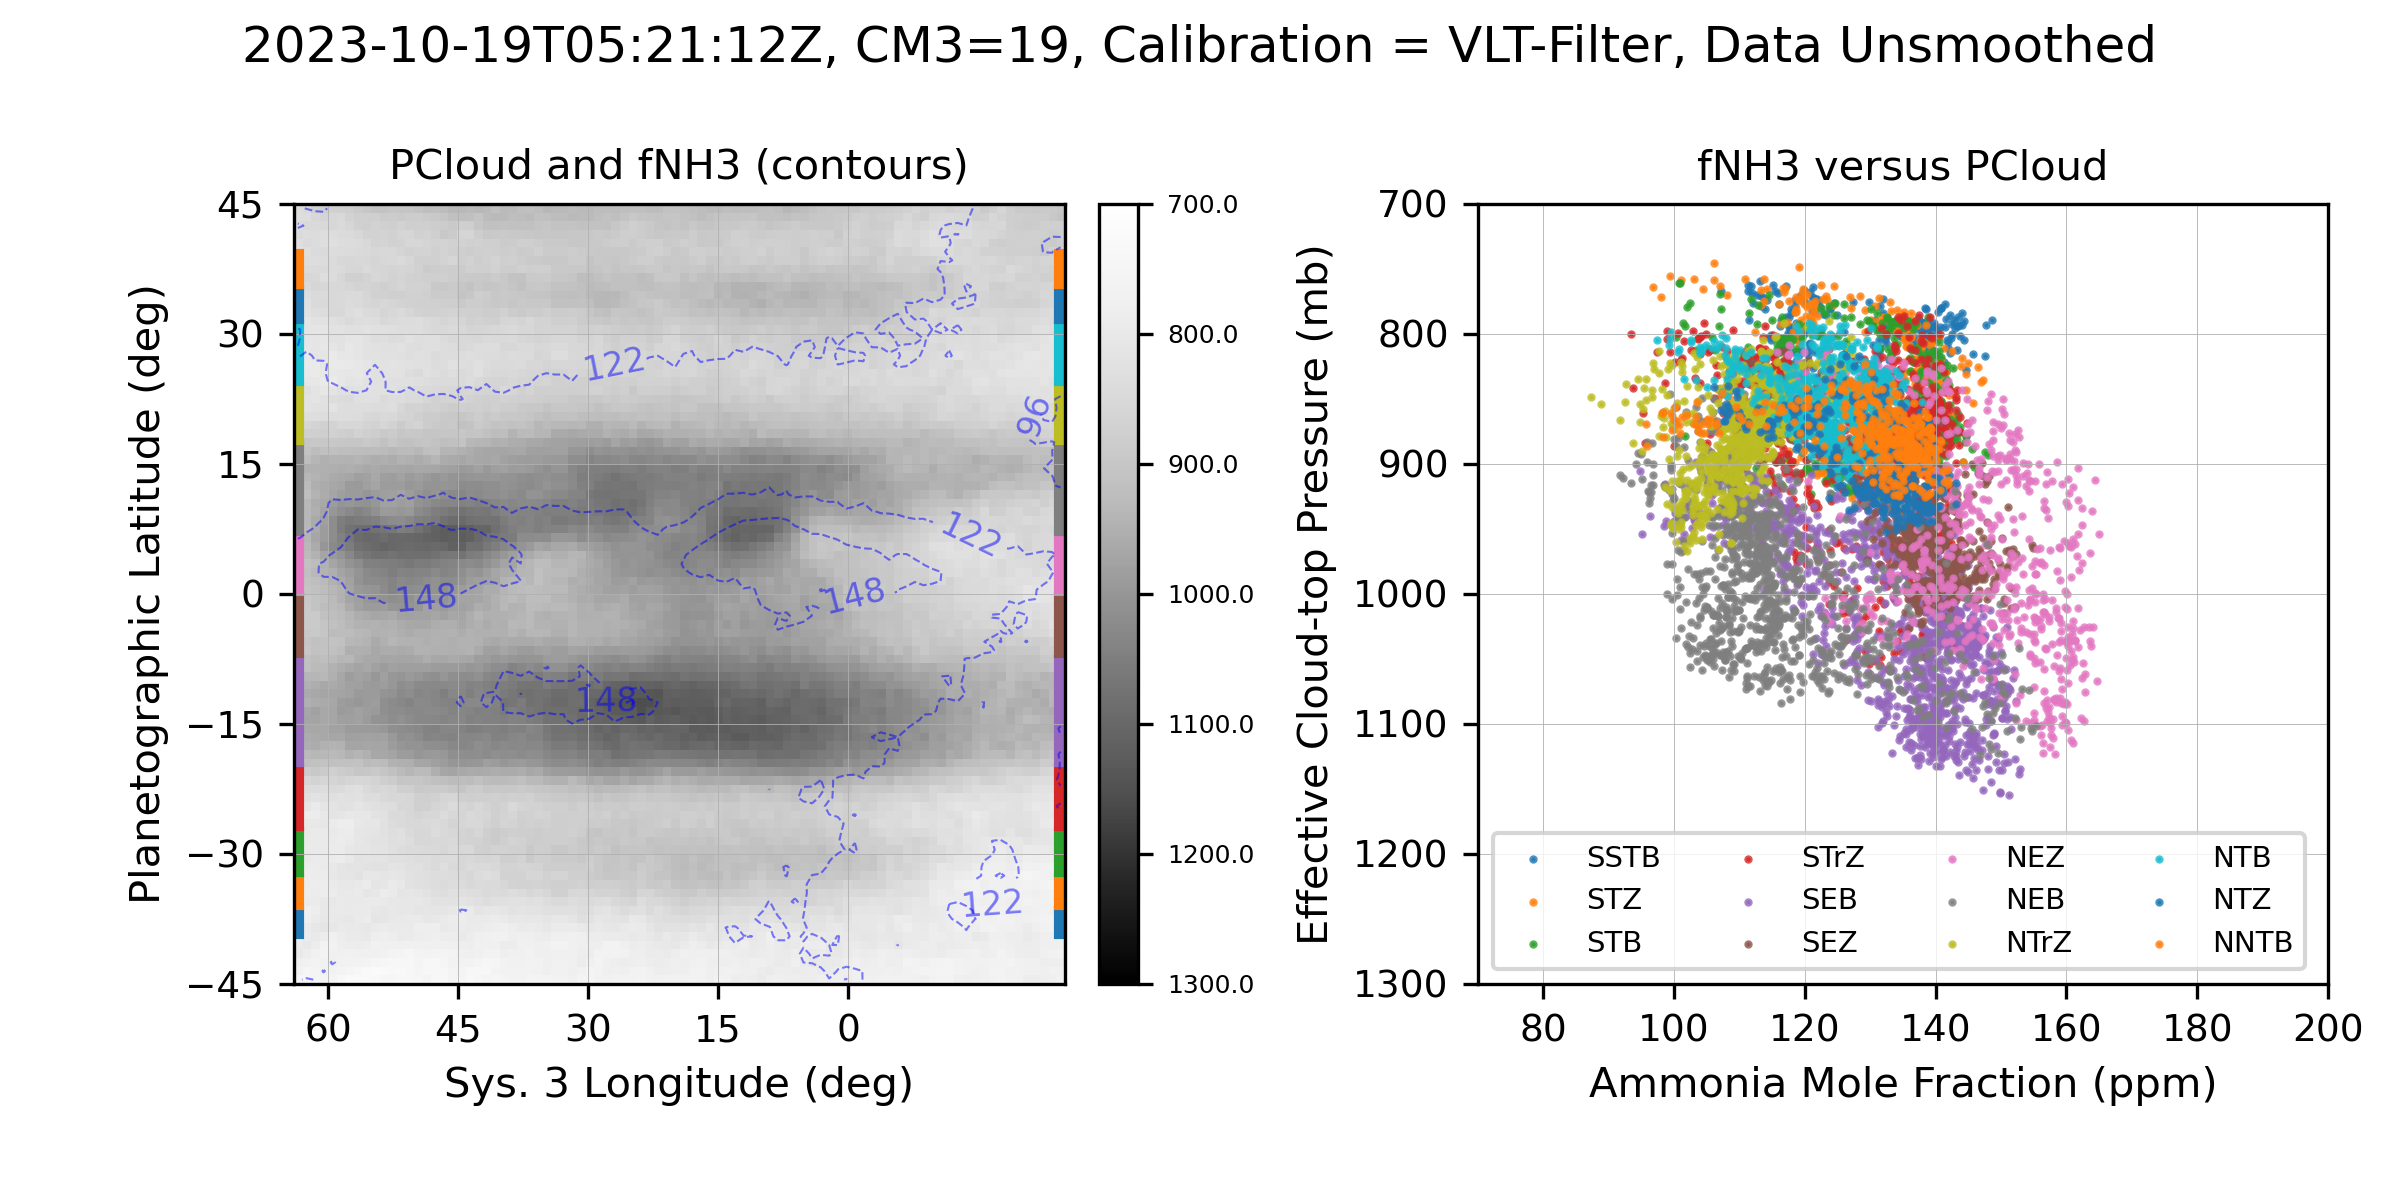 2023-10-19T05:21:12Z, CM3=19, Calibration = VLT-Filter, Data Unsmoothed
PCloud and fNH3 (contours)
Planetographic Latitude (deg)
45
30
15
0
−15
−30
−45
60
45
30
15
0
Sys. 3 Longitude (deg)
122
96
122
148
148
148
122
700.0
800.0
900.0
1000.0
1100.0
1200.0
1300.0
fNH3 versus PCloud
Effective Cloud-top Pressure (mb)
700
800
900
1000
1100
1200
1300
SSTB
STZ
STB
STrZ
SEB
SEZ
NEZ
NEB
NTrZ
NTB
NTZ
NNTB
80
100
120
140
160
180
200
Ammonia Mole Fraction (ppm)